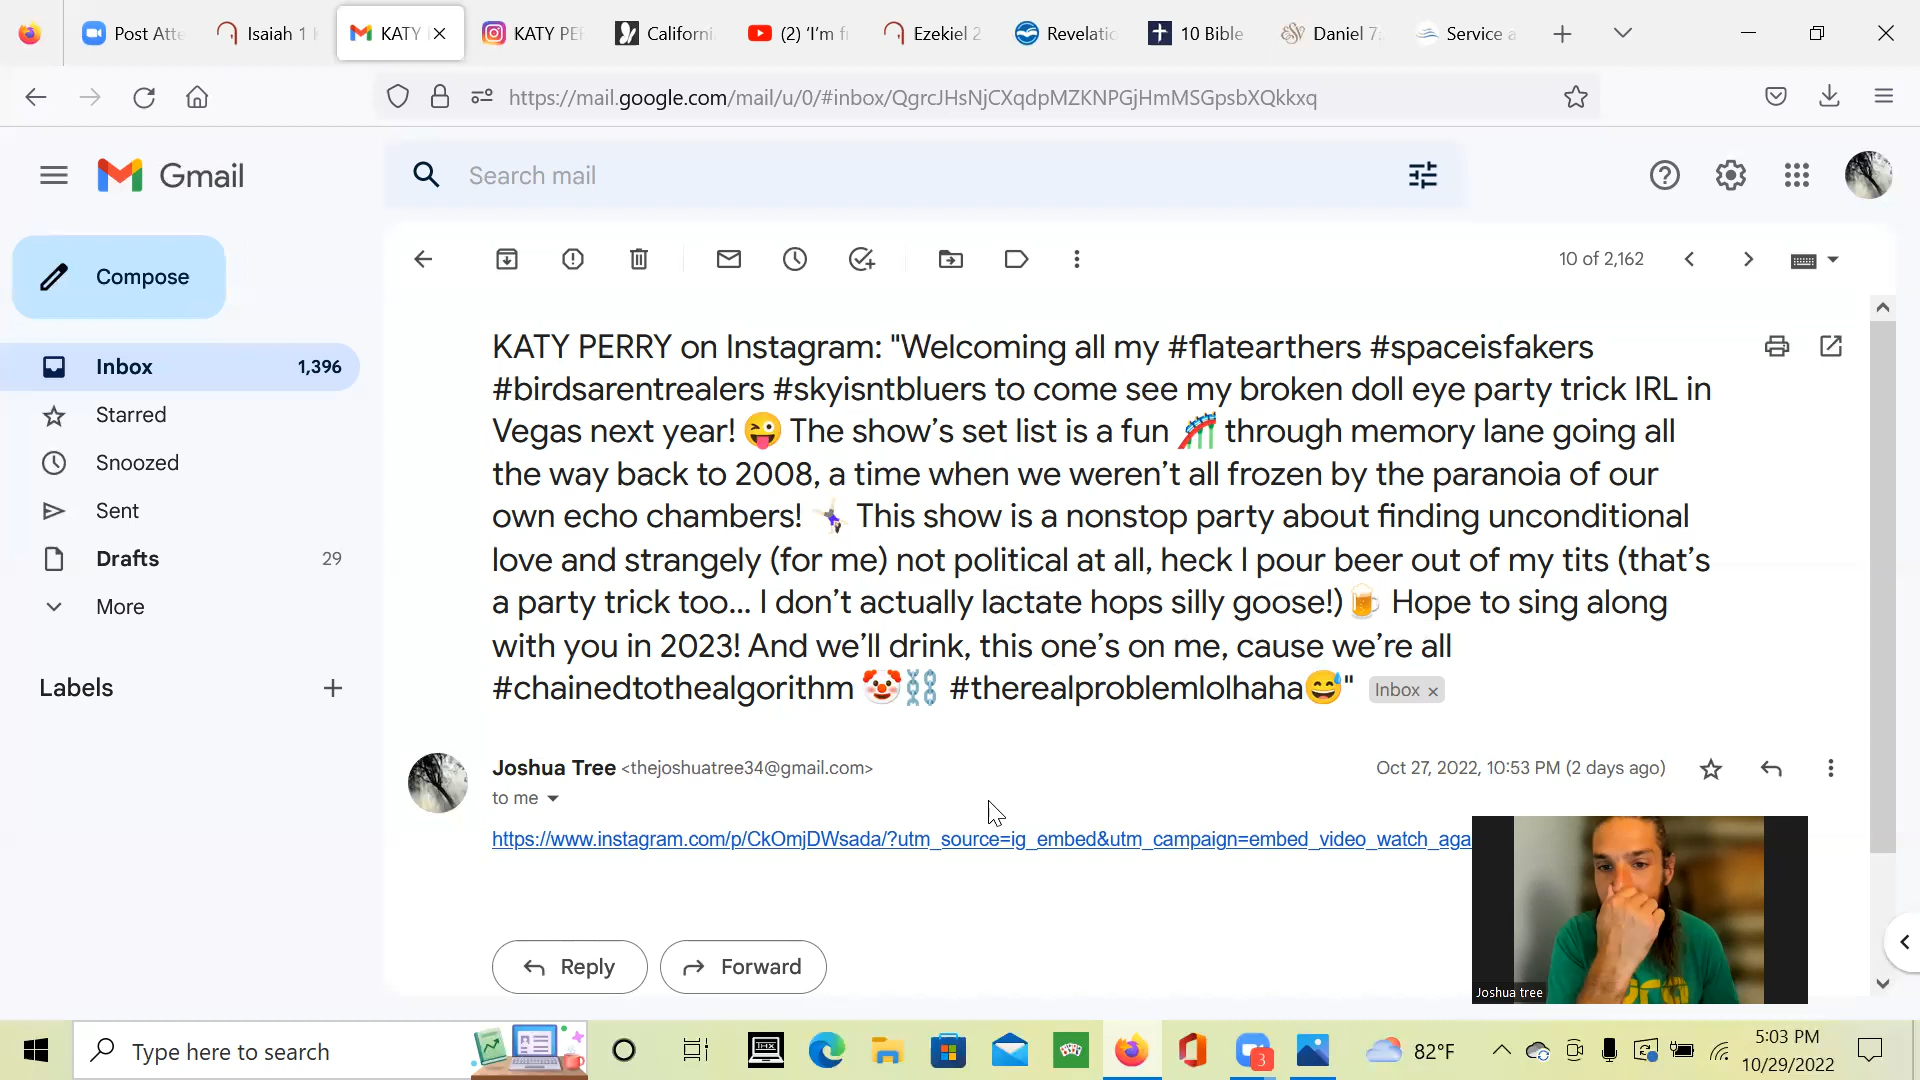 Post Atte
Isaiah 1
KATY
KATY PER
Californi
(2) 'I'm f
Ezekiel 2
Revelatio
10 Bible
Daniel 7:
Service a
https://mail.google.com/mail/u/0/#inbox/QgrcJHsNjCXqdpMZKNPGjHmMSGpsbXQkkxq
Gmail
Search mail
Compose
10 of 2,162
Inbox 1,396
Starred
Snoozed
Sent
Drafts 29
More
Labels
KATY PERRY on Instagram: "Welcoming all my #flatearthers #spaceisfakers
#birdsarentrealers #skyisntbluers to come see my broken doll eye party trick IRL in
Vegas next year! 😜 The show's set list is a fun 🎢 through memory lane going all
the way back to 2008, a time when we weren't all frozen by the paranoia of our
own echo chambers! 🤸🏻‍♀️ This show is a nonstop party about finding unconditional
love and strangely (for me) not political at all, heck I pour beer out of my tits (that's
a party trick too... I don't actually lactate hops silly goose!)🍺 Hope to sing along
with you in 2023! And we'll drink, this one's on me, cause we're all
#chainedtothealgorithm 🤡⛓ #therealproblemlolhaha😅" Inbox ×
Joshua Tree <thejoshuatree34@gmail.com>
Oct 27, 2022, 10:53 PM (2 days ago)
to me
https://www.instagram.com/p/CkOmjDWsada/?utm_source=ig_embed&utm_campaign=embed_video_watch_aga
Reply
Forward
Joshua tree
Type here to search
THX
3
82°F
5:03 PM
10/29/2022